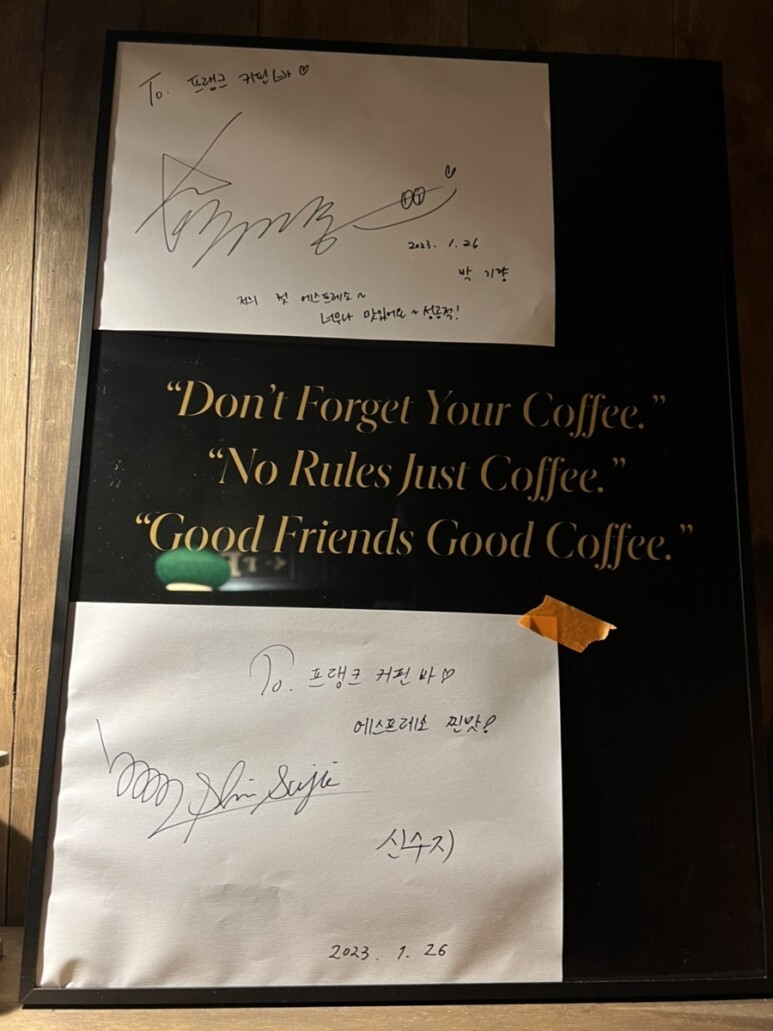 To. 프랭크 커핀 바♡
2023. 1. 26
박 기량
저의 첫 에스프레소~
너무나 맛있어요~ 성공적!
“Don’t Forget Your Coffee.”
“No Rules Just Coffee.”
“Good Friends Good Coffee.”
To. 프랭크 커핀 바♡
에스프레소 찐맛!
Shin Suji
신수지
2023. 1. 26